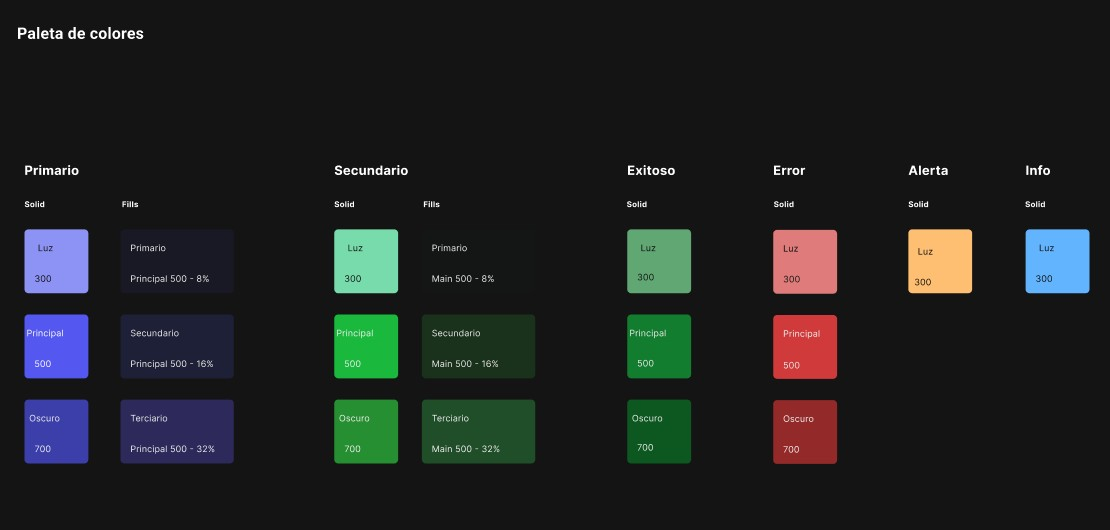 Paleta de colores
Primario
Solid
Fills
Luz
300
Primario
Principal 500 - 8%
Principal
500
Secundario
Principal 500 - 16%
Oscuro
700
Terciario
Principal 500 - 32%
Secundario
Solid
Fills
Luz
300
Primario
Main 500 - 8%
Principal
500
Secundario
Main 500 - 16%
Oscuro
700
Terciario
Main 500 - 32%
Exitoso
Solid
Luz
300
Principal
500
Oscuro
700
Error
Solid
Luz
300
Principal
500
Oscuro
700
Alerta
Solid
Luz
300
Info
Solid
Luz
300